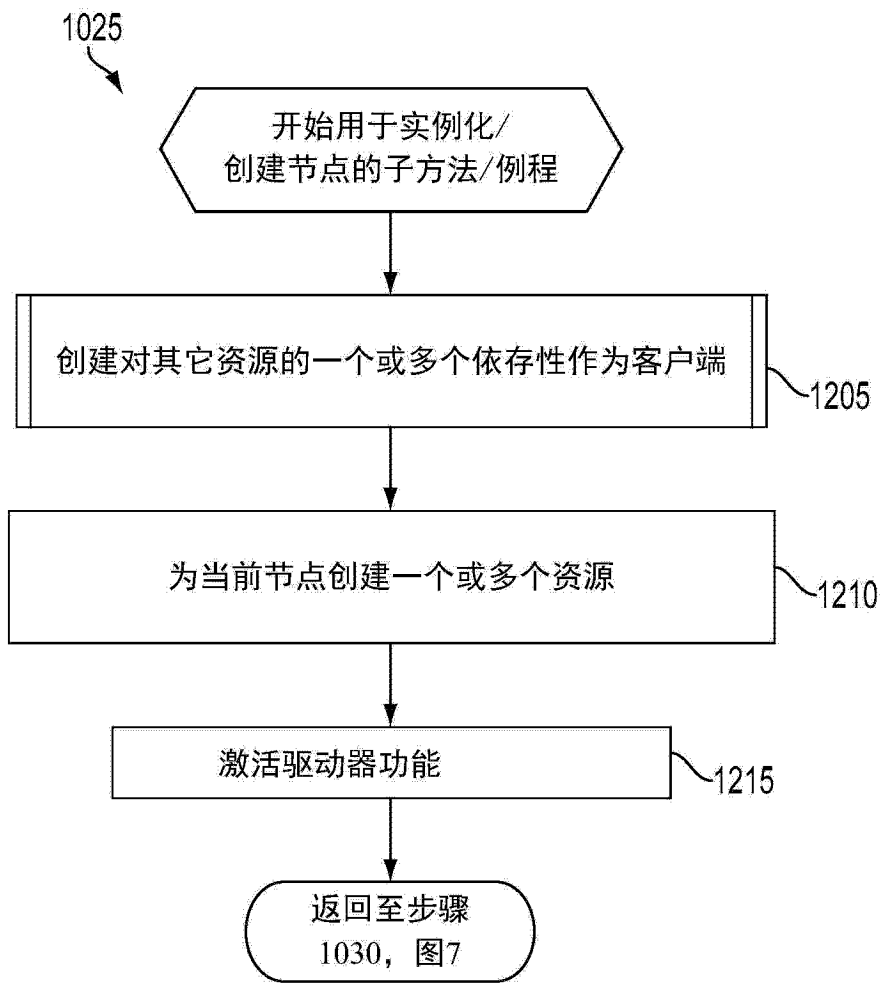 1025
开始用于实例化/
创建节点的子方法/例程
创建对其它资源的一个或多个依存性作为客户端
1205
为当前节点创建一个或多个资源
1210
激活驱动器功能
1215
返回至步骤
1030，图7